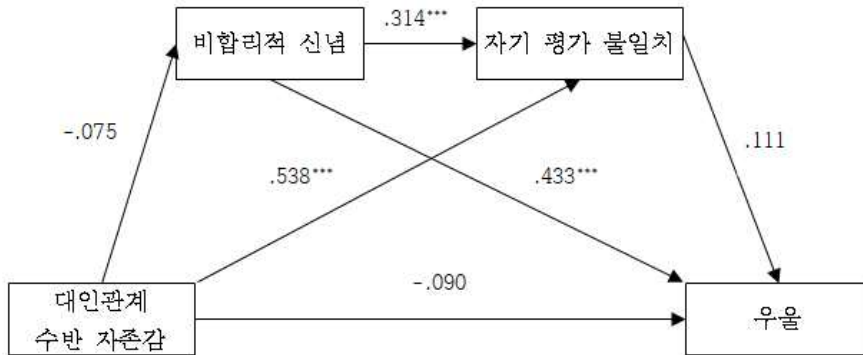 .314***
비합리적 신념
자기 평가 불일치
-.075
.111
.538***
.433***
-.090
대인관계
수반 자존감
우울